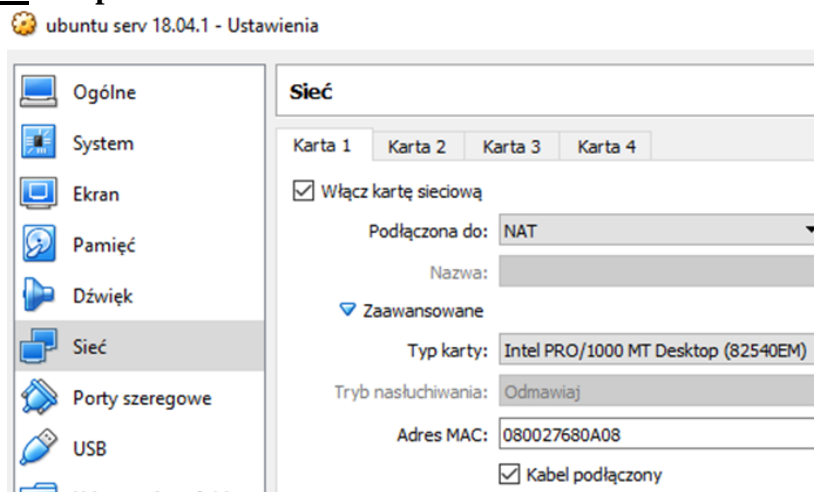 ubuntu serv 18.04.1 - Ustawienia
Ogólne
System
Ekran
Pamięć
Dźwięk
Sieć
Porty szeregowe
USB
Sieć
Karta 1 Karta 2 Karta 3 Karta 4
Włącz kartę sieciową
Podłączona do: NAT
Nazwa:
Zaawansowane
Typ karty: Intel PRO/1000 MT Desktop (82540EM)
Tryb nasłuchiwania: Odmawiaj
Adres MAC: 080027680A08
Kabel podłączony